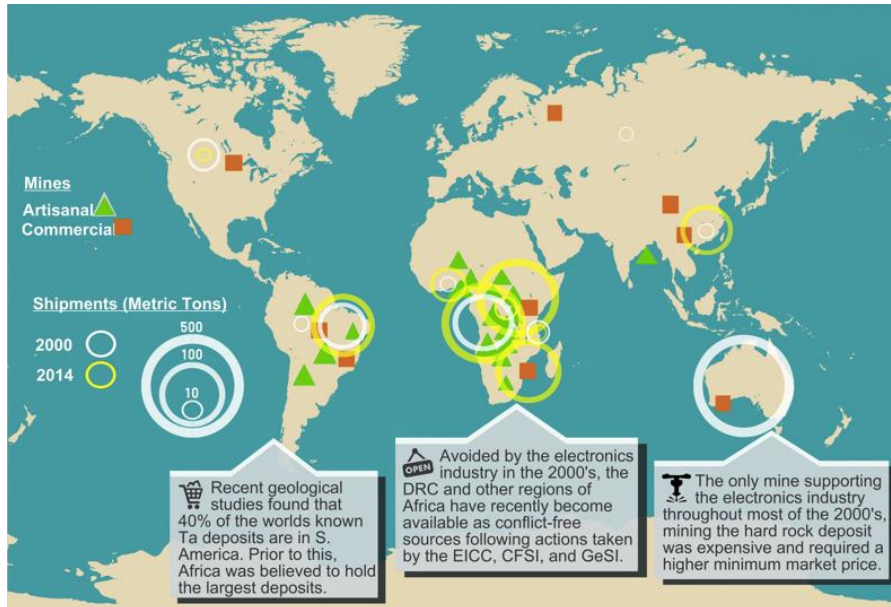 Mines
Artisanal
Commercial
Shipments (Metric Tons)
2000
2014
500
100
10
Recent geological
studies found that
40% of the worlds known
Ta deposits are in S.
America. Prior to this,
Africa was believed to hold
the largest deposits.
OPEN
Avoided by the electronics
industry in the 2000's, the
DRC and other regions of
Africa have recently become
available as conflict-free
sources following actions taken
by the EICC, CFSI, and GeSI.
The only mine supporting
the electronics industry
throughout most of the 2000's,
mining the hard rock deposit
was expensive and required a
higher minimum market price.